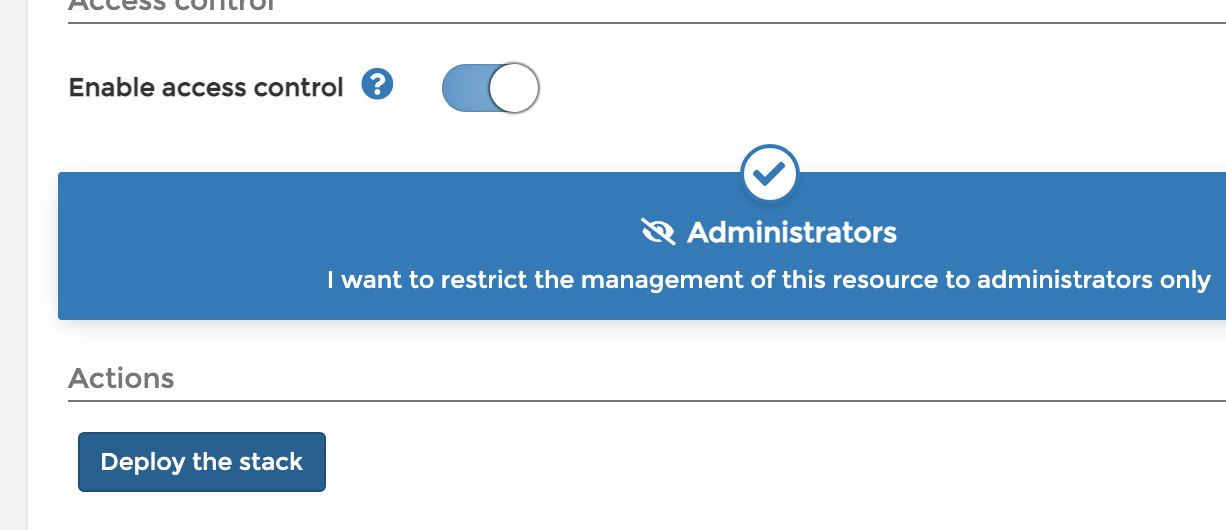 Access control
Enable access control ?
Administrators
I want to restrict the management of this resource to administrators only
Actions
Deploy the stack